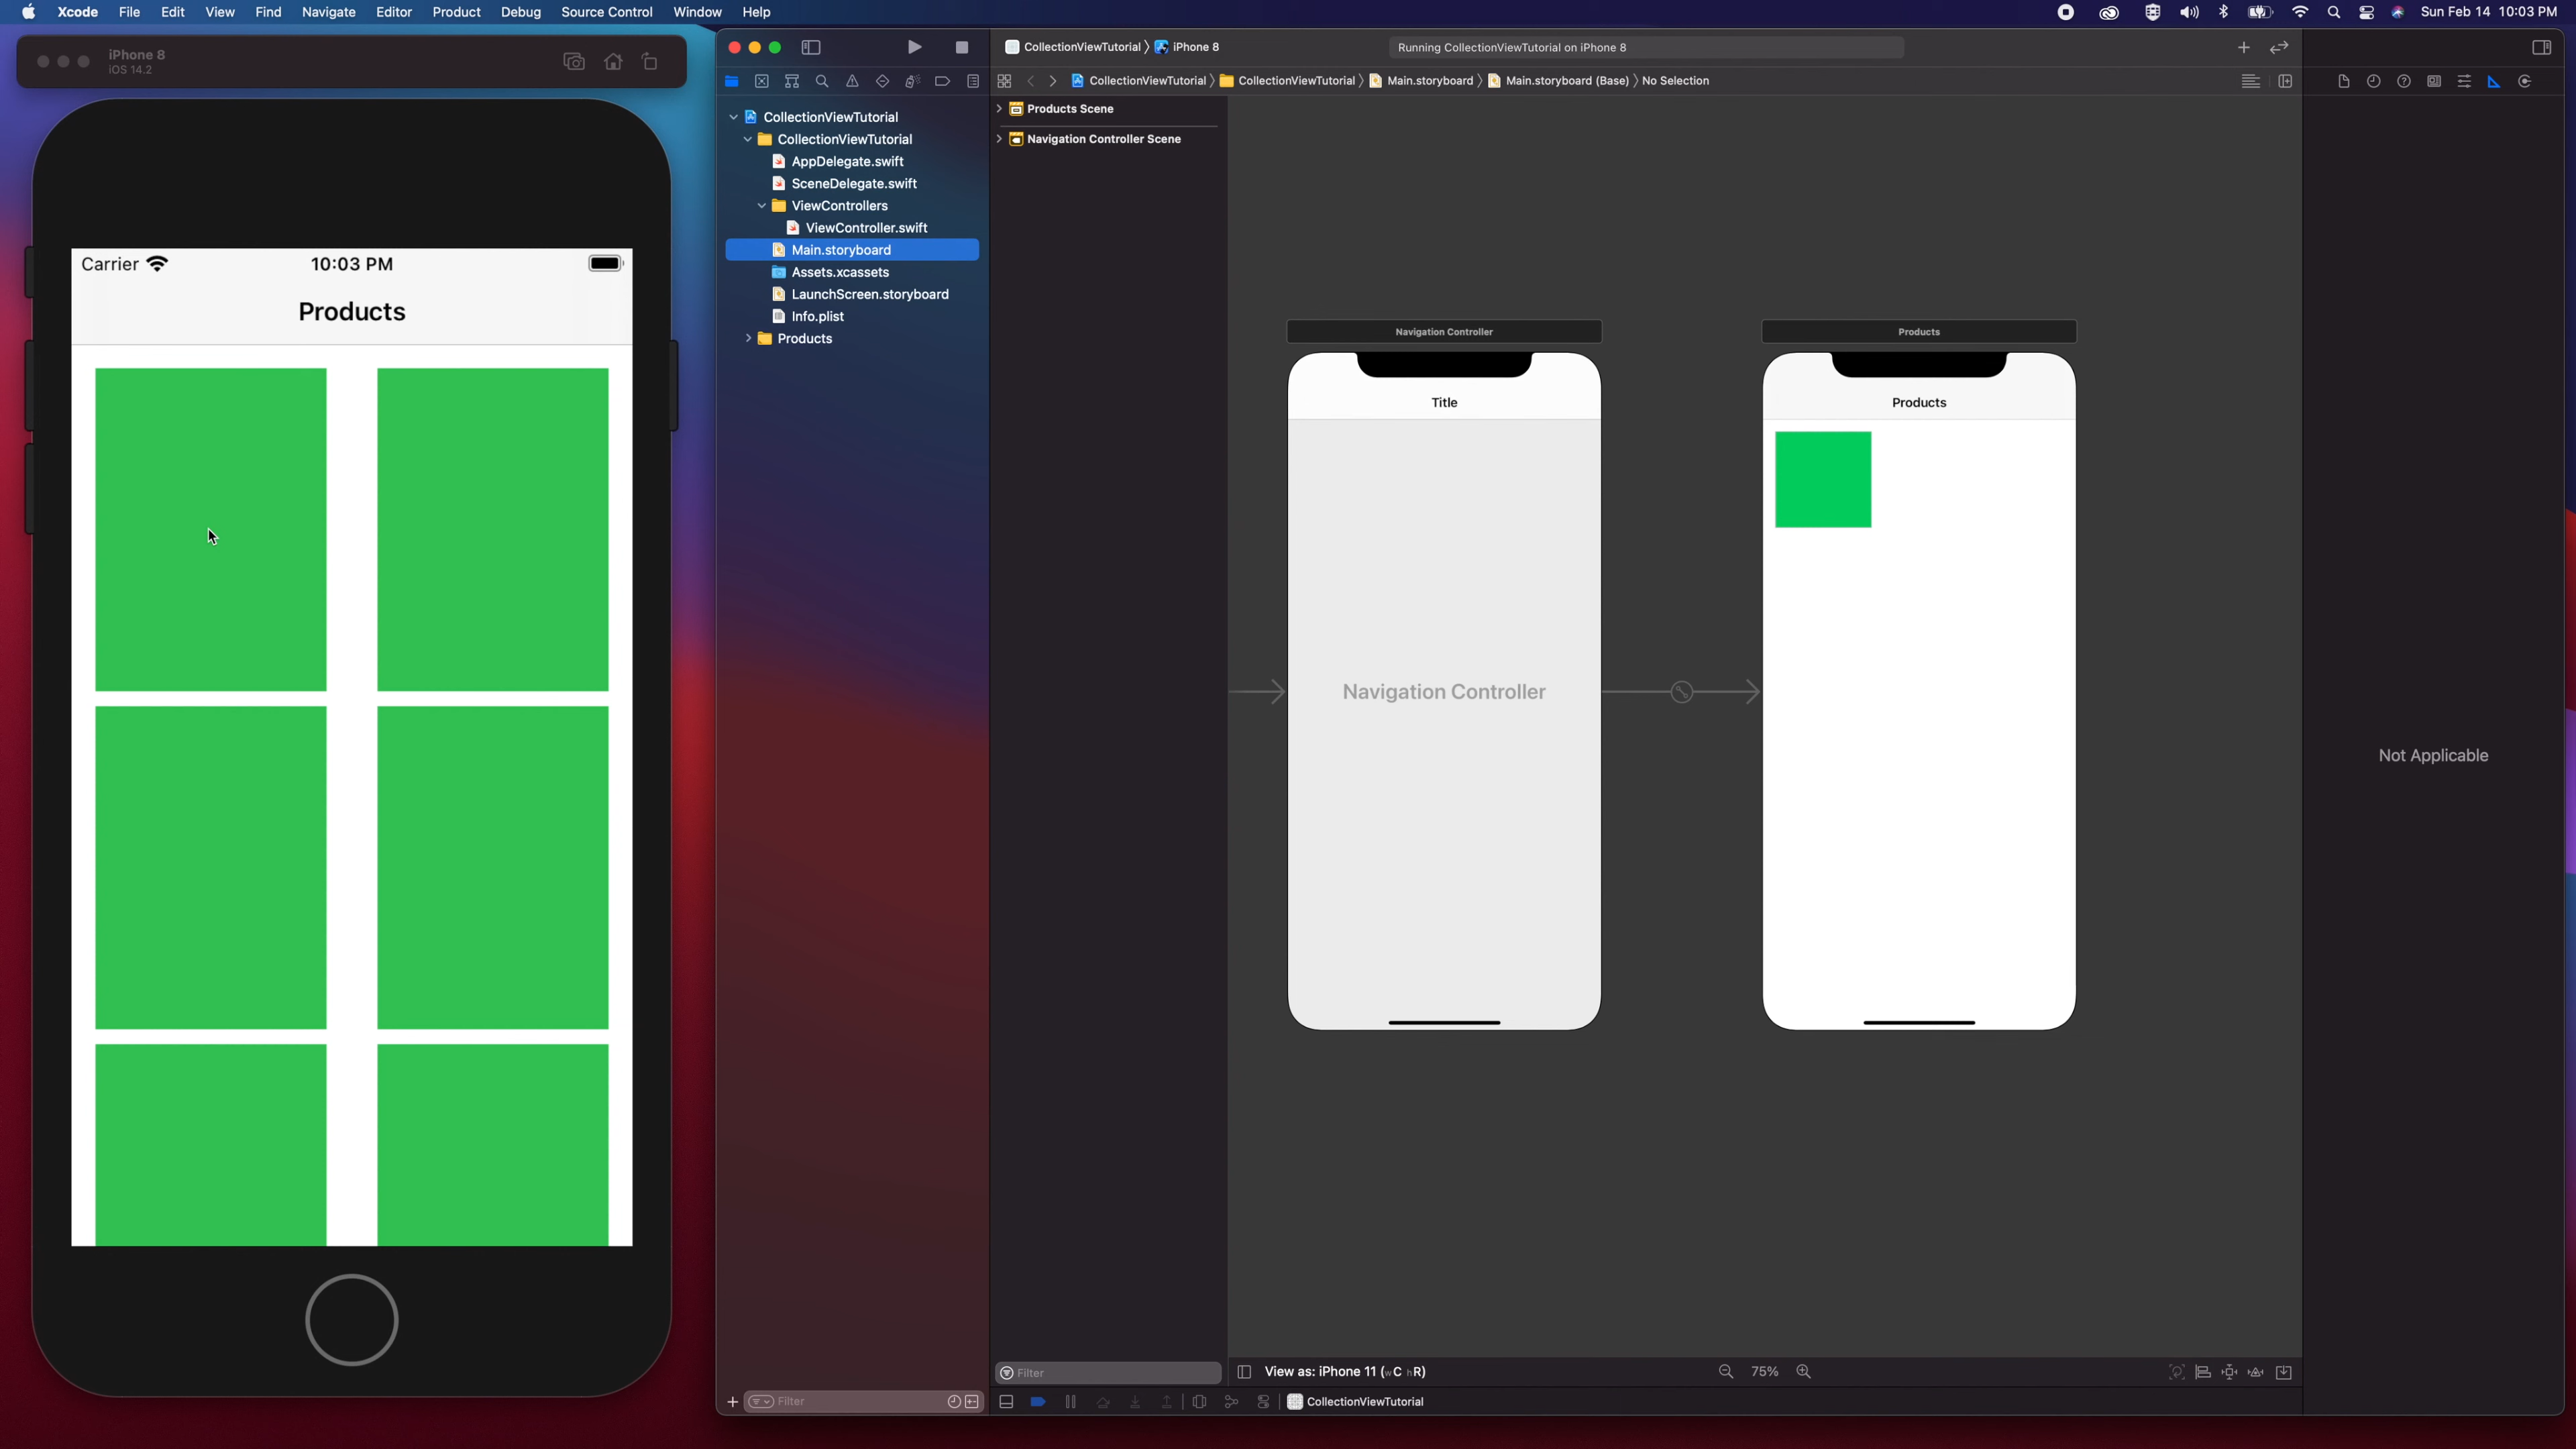 Xcode File Edit View Find Navigate Editor Product Debug Source Control Window Help
Sun Feb 14 10:03 PM
iPhone 8
iOS 14.2
Carrier
10:03 PM
Products
CollectionViewTutorial
iPhone 8
Running CollectionViewTutorial on iPhone 8
CollectionViewTutorial
CollectionViewTutorial
Main.storyboard
Main.storyboard (Base)
No Selection
CollectionViewTutorial
CollectionViewTutorial
AppDelegate.swift
SceneDelegate.swift
ViewControllers
ViewController.swift
Main.storyboard
Assets.xcassets
LaunchScreen.storyboard
Info.plist
Products
Filter
Products Scene
Navigation Controller Scene
Filter
Navigation Controller
Title
Navigation Controller
Products
Products
View as: iPhone 11 (wC hR)
75%
CollectionViewTutorial
Not Applicable